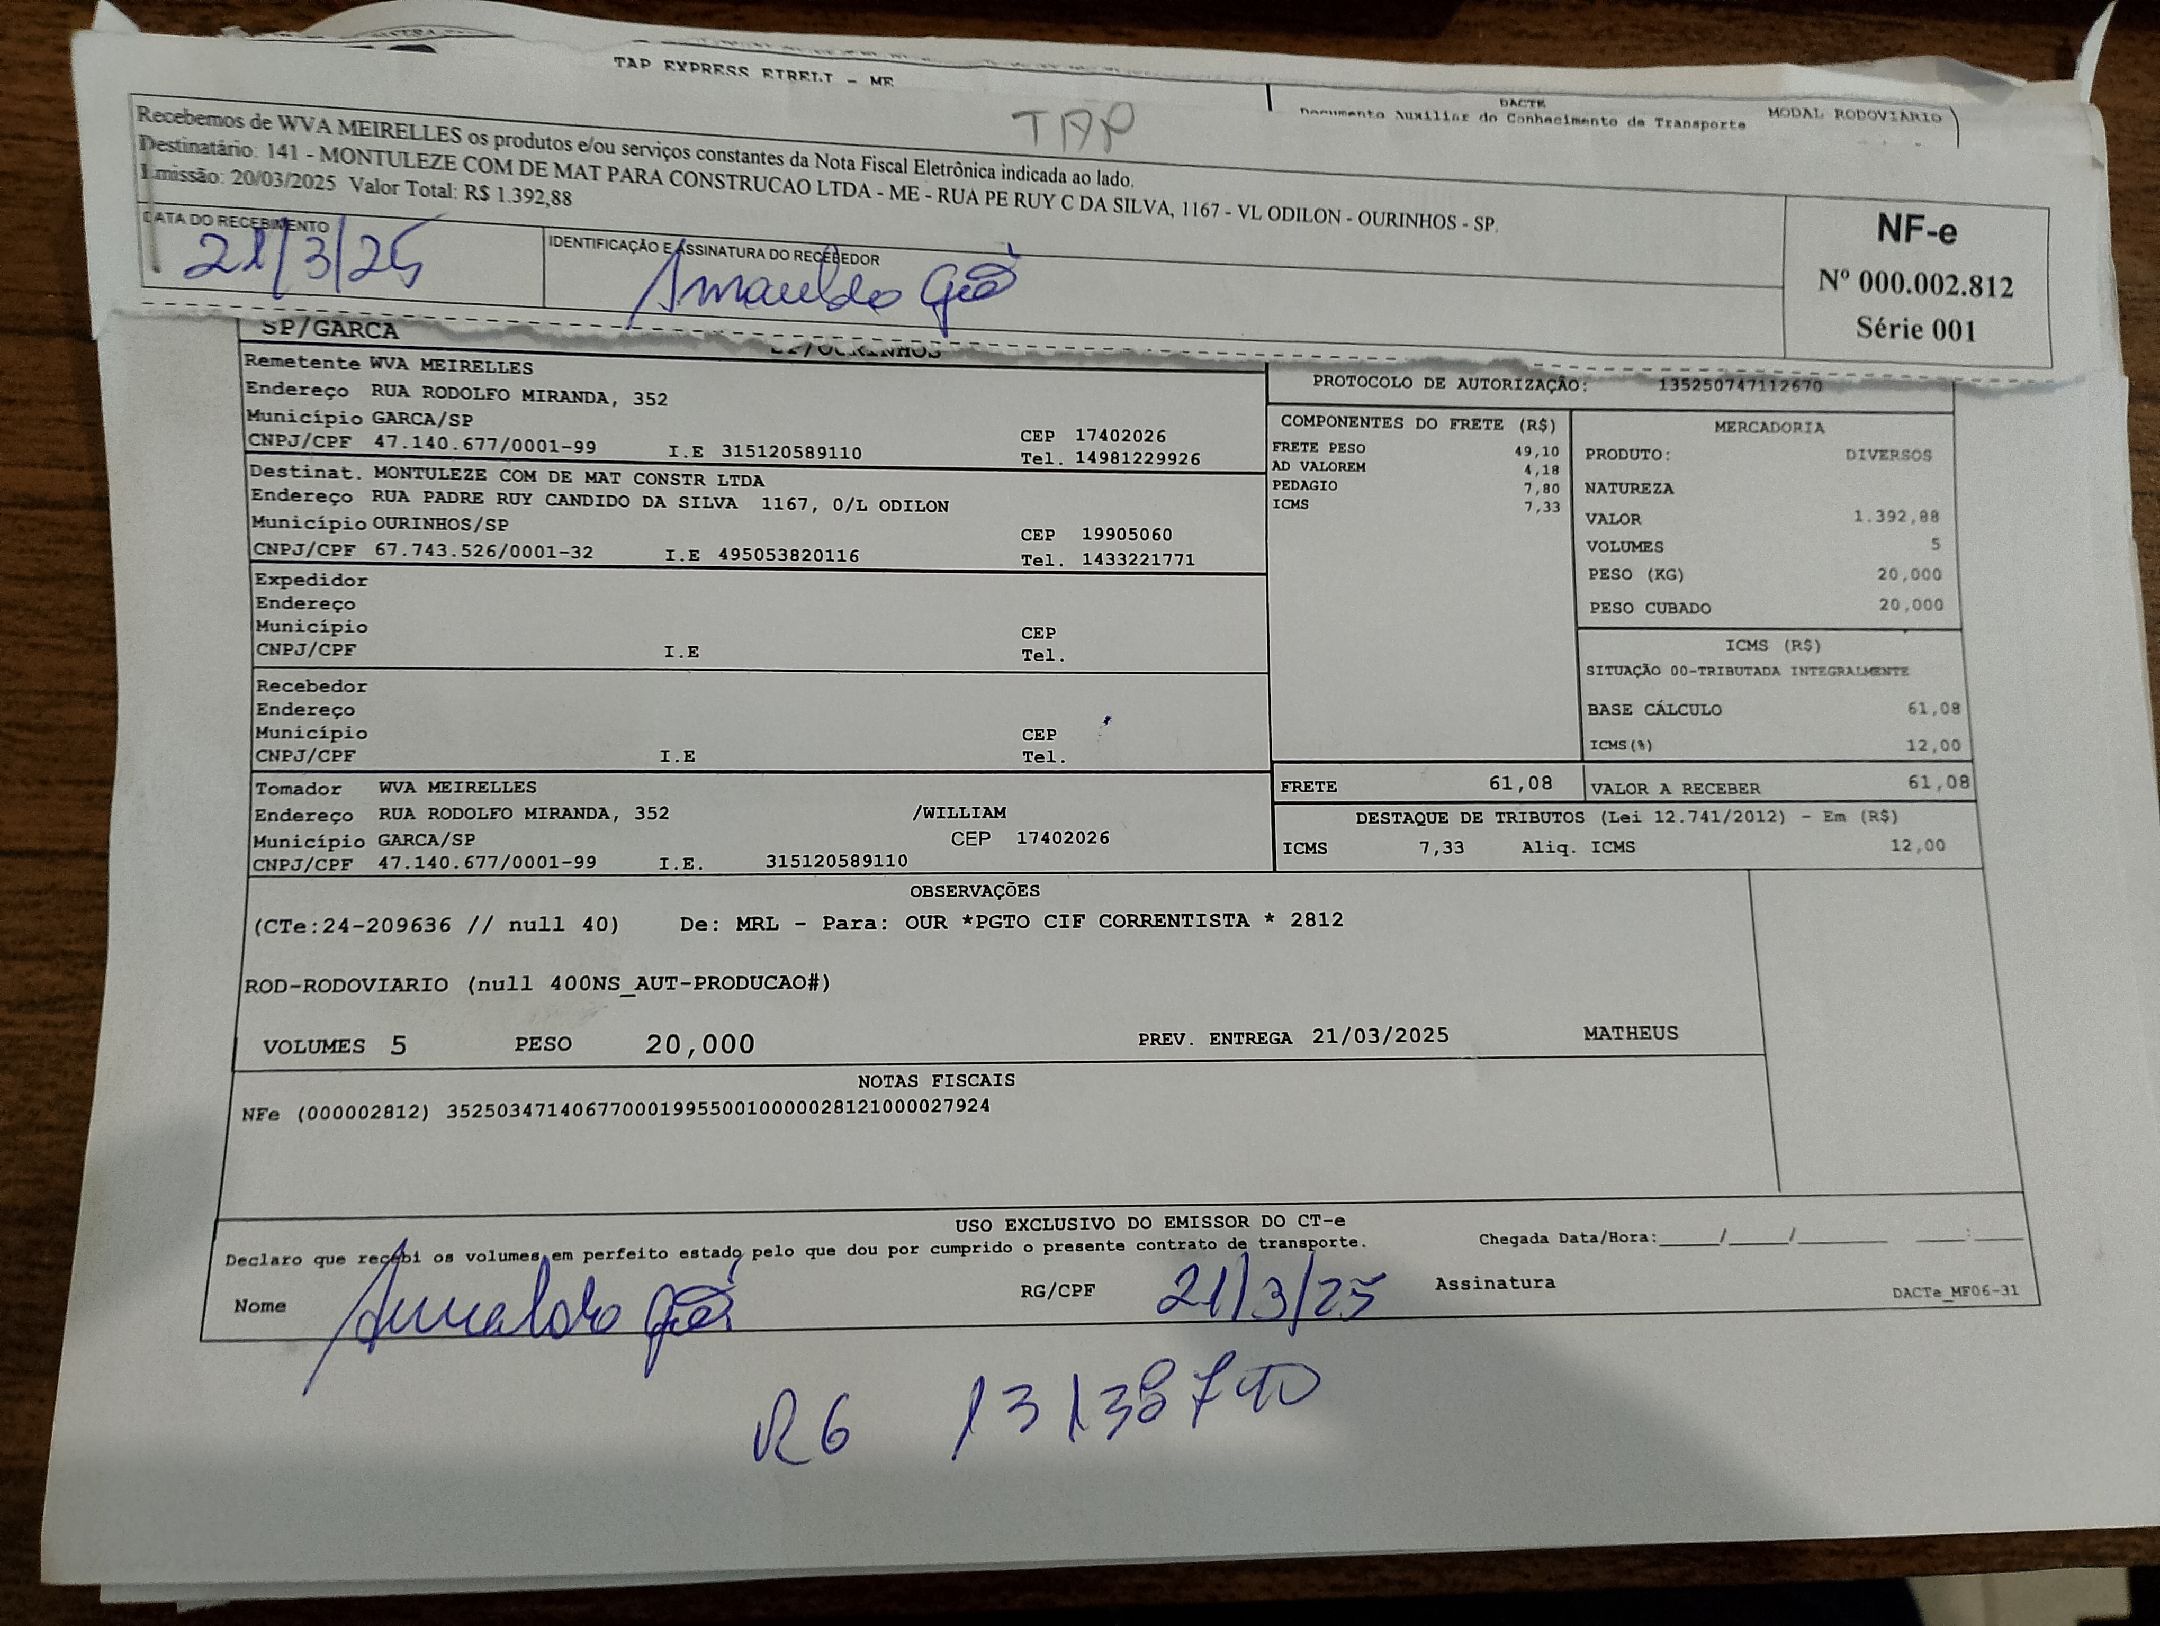 TAP EXPRESS EIRELI - ME
TAP
DACTE
Documento Auxiliar do Conhecimento de Transporte
MODAL RODOVIÁRIO
Recebemos de WVA MEIRELLES os produtos e/ou serviços constantes da Nota Fiscal Eletrônica indicada ao lado.
Destinatário: 141 - MONTULEZE COM DE MAT PARA CONSTRUCAO LTDA - ME - RUA PE RUY C DA SILVA, 1167 - VL ODILON - OURINHOS - SP.
Emissão: 20/03/2025 Valor Total: R$ 1.392,88
DATA DO RECEBIMENTO
21/3/25
IDENTIFICAÇÃO E ASSINATURA DO RECEBEDOR
NF-e
Nº 000.002.812
Série 001
SP/GARCA
SP/OURINHOS
Remetente WVA MEIRELLES
Endereço RUA RODOLFO MIRANDA, 352
Município GARCA/SP
CEP 17402026
CNPJ/CPF 47.140.677/0001-99 I.E 315120589110 Tel. 14981229926
Destinat. MONTULEZE COM DE MAT CONSTR LTDA
Endereço RUA PADRE RUY CANDIDO DA SILVA 1167, 0/L ODILON
Município OURINHOS/SP CEP 19905060
CNPJ/CPF 67.743.526/0001-32 I.E 495053820116 Tel. 1433221771
Expedidor
Endereço
Município CEP
CNPJ/CPF I.E Tel.
Recebedor
Endereço
Município CEP
CNPJ/CPF I.E Tel.
Tomador WVA MEIRELLES
Endereço RUA RODOLFO MIRANDA, 352 /WILLIAM
Município GARCA/SP CEP 17402026
CNPJ/CPF 47.140.677/0001-99 I.E. 315120589110
PROTOCOLO DE AUTORIZAÇÃO: 135250747112670
COMPONENTES DO FRETE (R$)
FRETE PESO 49,10
AD VALOREM 4,18
PEDAGIO 7,80
ICMS 7,33
MERCADORIA
PRODUTO: DIVERSOS
NATUREZA
VALOR 1.392,88
VOLUMES 5
PESO (KG) 20,000
PESO CUBADO 20,000
ICMS (R$)
SITUAÇÃO 00-TRIBUTADA INTEGRALMENTE
BASE CÁLCULO 61,08
ICMS(%) 12,00
FRETE 61,08 VALOR A RECEBER 61,08
DESTAQUE DE TRIBUTOS (Lei 12.741/2012) - Em (R$)
ICMS 7,33 Aliq. ICMS 12,00
OBSERVAÇÕES
(CTe:24-209636 // null 40) De: MRL - Para: OUR *PGTO CIF CORRENTISTA * 2812
ROD-RODOVIARIO (null 400NS_AUT-PRODUCAO#)
VOLUMES 5 PESO 20,000 PREV. ENTREGA 21/03/2025 MATHEUS
NOTAS FISCAIS
NFe (000002812) 35250347140677000199550010000028121000027924
USO EXCLUSIVO DO EMISSOR DO CT-e
Declaro que recebi os volumes em perfeito estado pelo que dou por cumprido o presente contrato de transporte.
Chegada Data/Hora:_____/_____/________ ____:____
Nome
RG/CPF 21/3/25 Assinatura
DACTe_MF06-31
RG